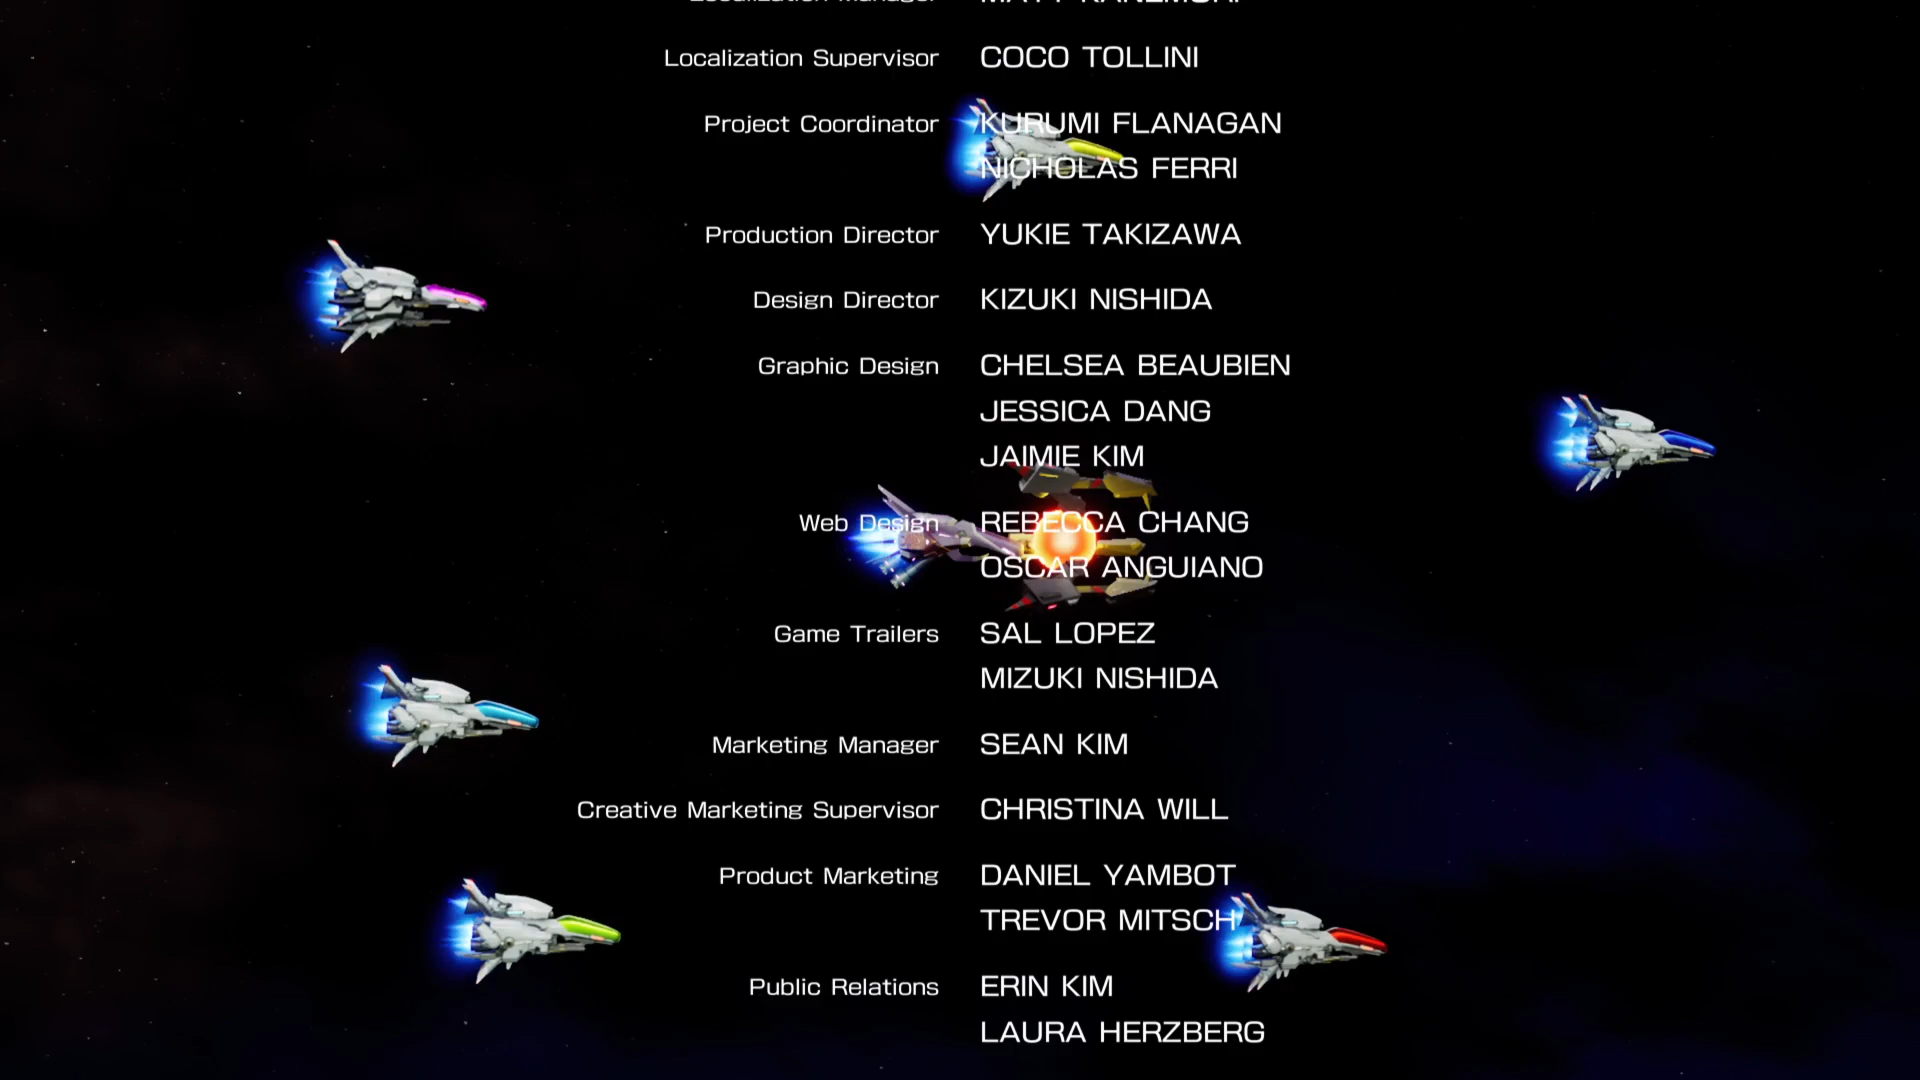 Localization Supervisor COCO TOLLINI
Project Coordinator KURUMI FLANAGAN
NICHOLAS FERRI
Production Director YUKIE TAKIZAWA
Design Director KIZUKI NISHIDA
Graphic Design CHELSEA BEAUBIEN
JESSICA DANG
JAIMIE KIM
Web Design REBECCA CHANG
OSCAR ANGUIANO
Game Trailers SAL LOPEZ
MIZUKI NISHIDA
Marketing Manager SEAN KIM
Creative Marketing Supervisor CHRISTINA WILL
Product Marketing DANIEL YAMBOT
TREVOR MITSCH
Public Relations ERIN KIM
LAURA HERZBERG